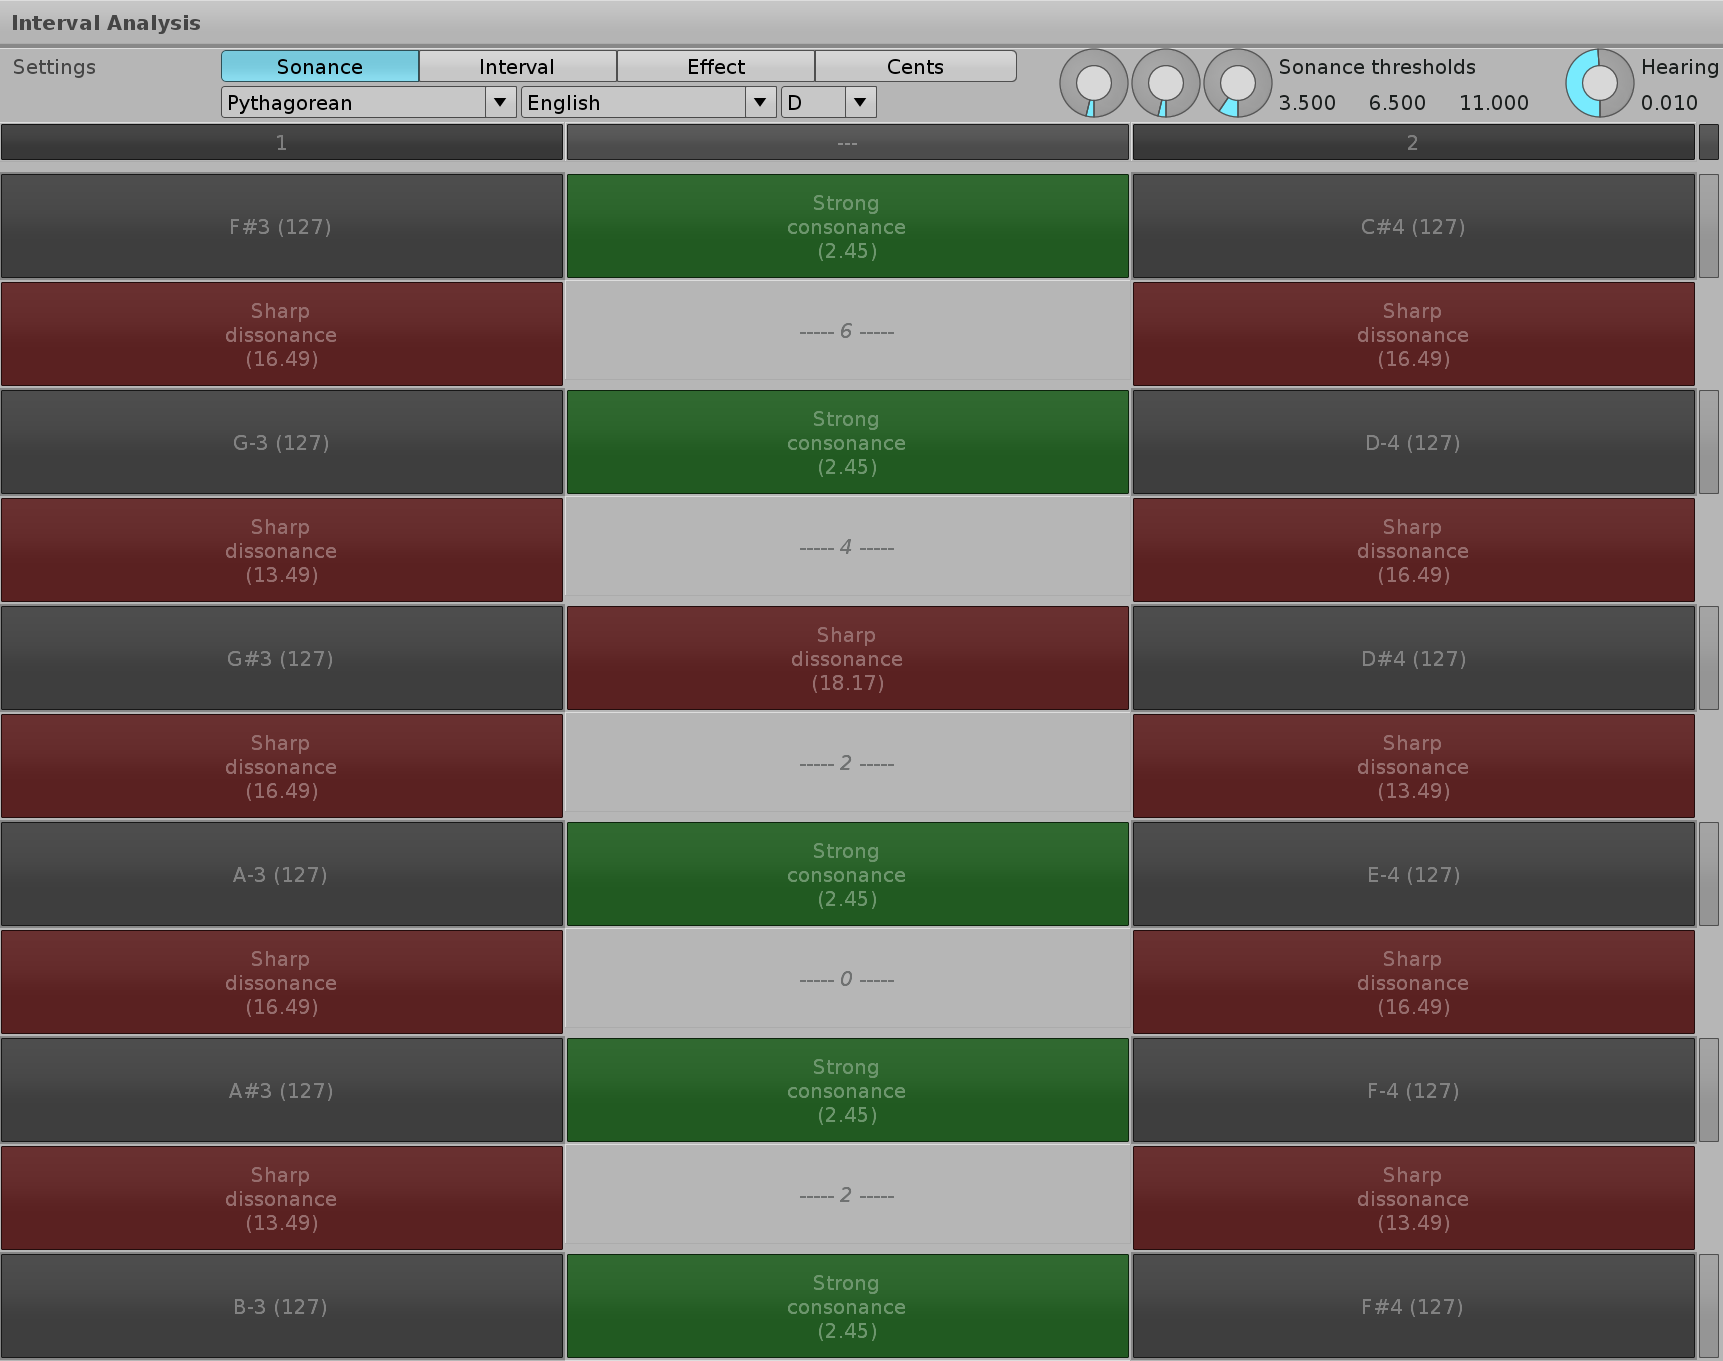 Interval Analysis
Settings
Sonance Interval Effect Cents
Pythagorean English D
Sonance thresholds
3.500 6.500 11.000
Hearing
0.010
1 --- 2
F#3 (127)
Strong
consonance
(2.45)
C#4 (127)
Sharp
dissonance
(16.49)
----- 6 -----
Sharp
dissonance
(16.49)
G-3 (127)
Strong
consonance
(2.45)
D-4 (127)
Sharp
dissonance
(13.49)
----- 4 -----
Sharp
dissonance
(16.49)
G#3 (127)
Sharp
dissonance
(18.17)
D#4 (127)
Sharp
dissonance
(16.49)
----- 2 -----
Sharp
dissonance
(13.49)
A-3 (127)
Strong
consonance
(2.45)
E-4 (127)
Sharp
dissonance
(16.49)
----- 0 -----
Sharp
dissonance
(16.49)
A#3 (127)
Strong
consonance
(2.45)
F-4 (127)
Sharp
dissonance
(13.49)
----- 2 -----
Sharp
dissonance
(13.49)
B-3 (127)
Strong
consonance
(2.45)
F#4 (127)